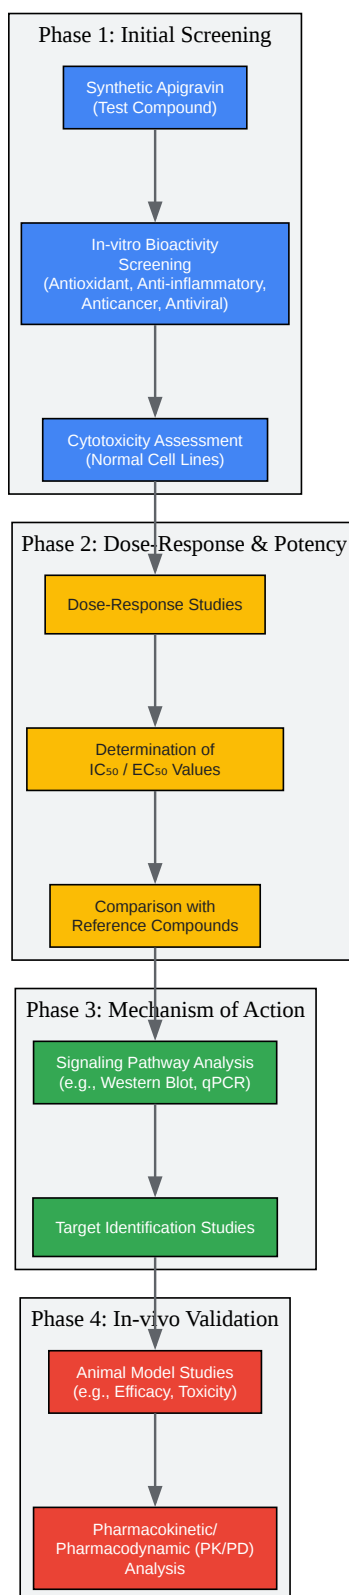 Phase 1: Initial Screening
Synthetic Apigravin
(Test Compound)
In-vitro Bioactivity
Screening
(Antioxidant, Anti-inflammatory,
Anticancer, Antiviral)
Cytotoxicity Assessment
(Normal Cell Lines)
Phase 2: Dose-Response & Potency
Dose-Response Studies
Determination of
IC₅₀ / EC₅₀ Values
Comparison with
Reference Compounds
Phase 3: Mechanism of Action
Signaling Pathway Analysis
(e.g., Western Blot, qPCR)
Target Identification Studies
Phase 4: In-vivo Validation
Animal Model Studies
(e.g., Efficacy, Toxicity)
Pharmacokinetic/
Pharmacodynamic (PK/PD)
Analysis